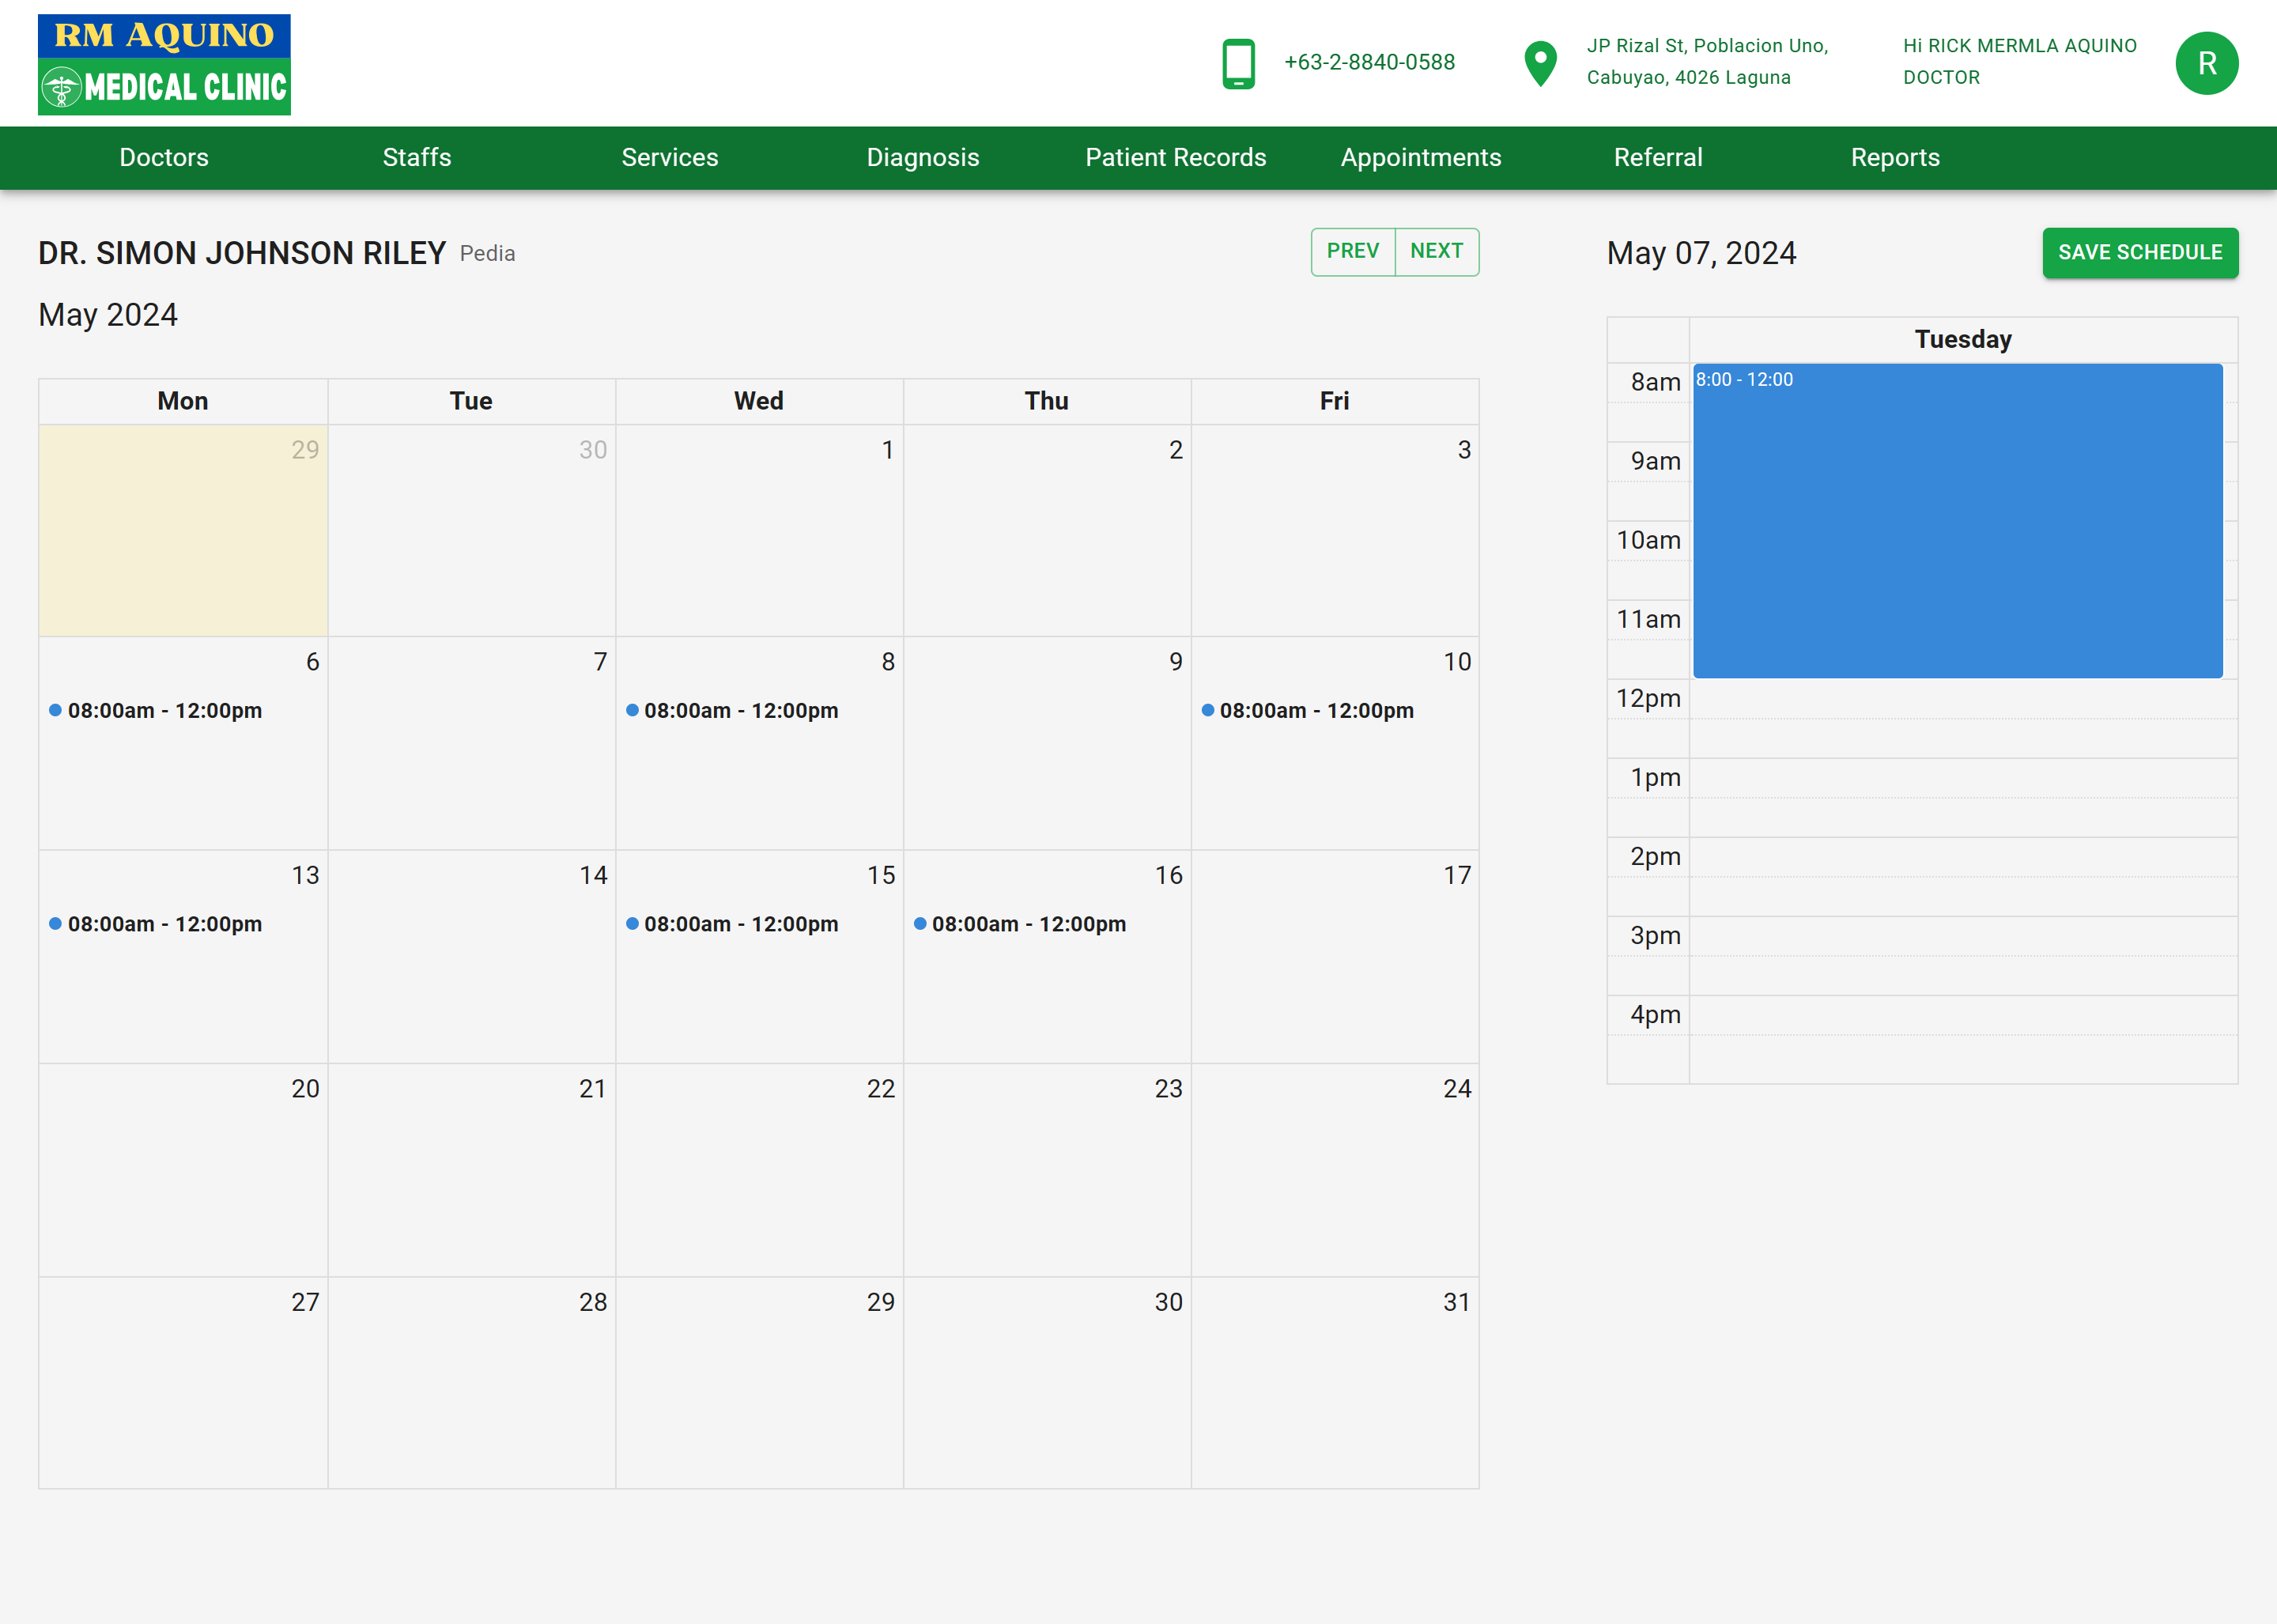 RM AQUINO
MEDICAL CLINIC
+63-2-8840-0588
JP Rizal St, Poblacion Uno,
Cabuyao, 4026 Laguna
Hi RICK MERMLA AQUINO
DOCTOR
R
Doctors Staffs Services Diagnosis Patient Records Appointments Referral Reports
DR. SIMON JOHNSON RILEY Pedia
PREV NEXT
May 2024
Mon Tue Wed Thu Fri
29 30 1 2 3
6 7 8 9 10
08:00am - 12:00pm 08:00am - 12:00pm 08:00am - 12:00pm
13 14 15 16 17
08:00am - 12:00pm 08:00am - 12:00pm 08:00am - 12:00pm
20 21 22 23 24
27 28 29 30 31
May 07, 2024
SAVE SCHEDULE
Tuesday
8am
8:00 - 12:00
9am
10am
11am
12pm
1pm
2pm
3pm
4pm